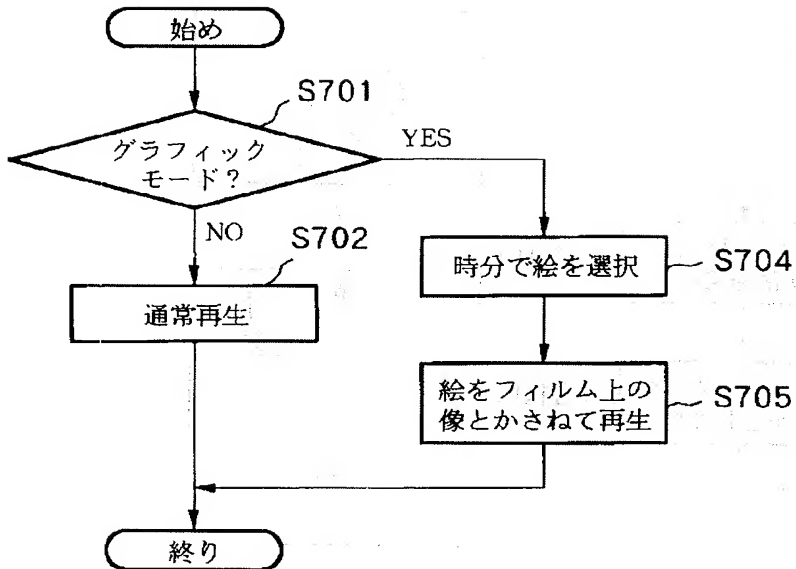 始め
S701
グラフィック
モード?
YES
NO
S702
通常再生
時分で絵を選択
S704
絵をフィルム上の
像とかさねて再生
S705
終り